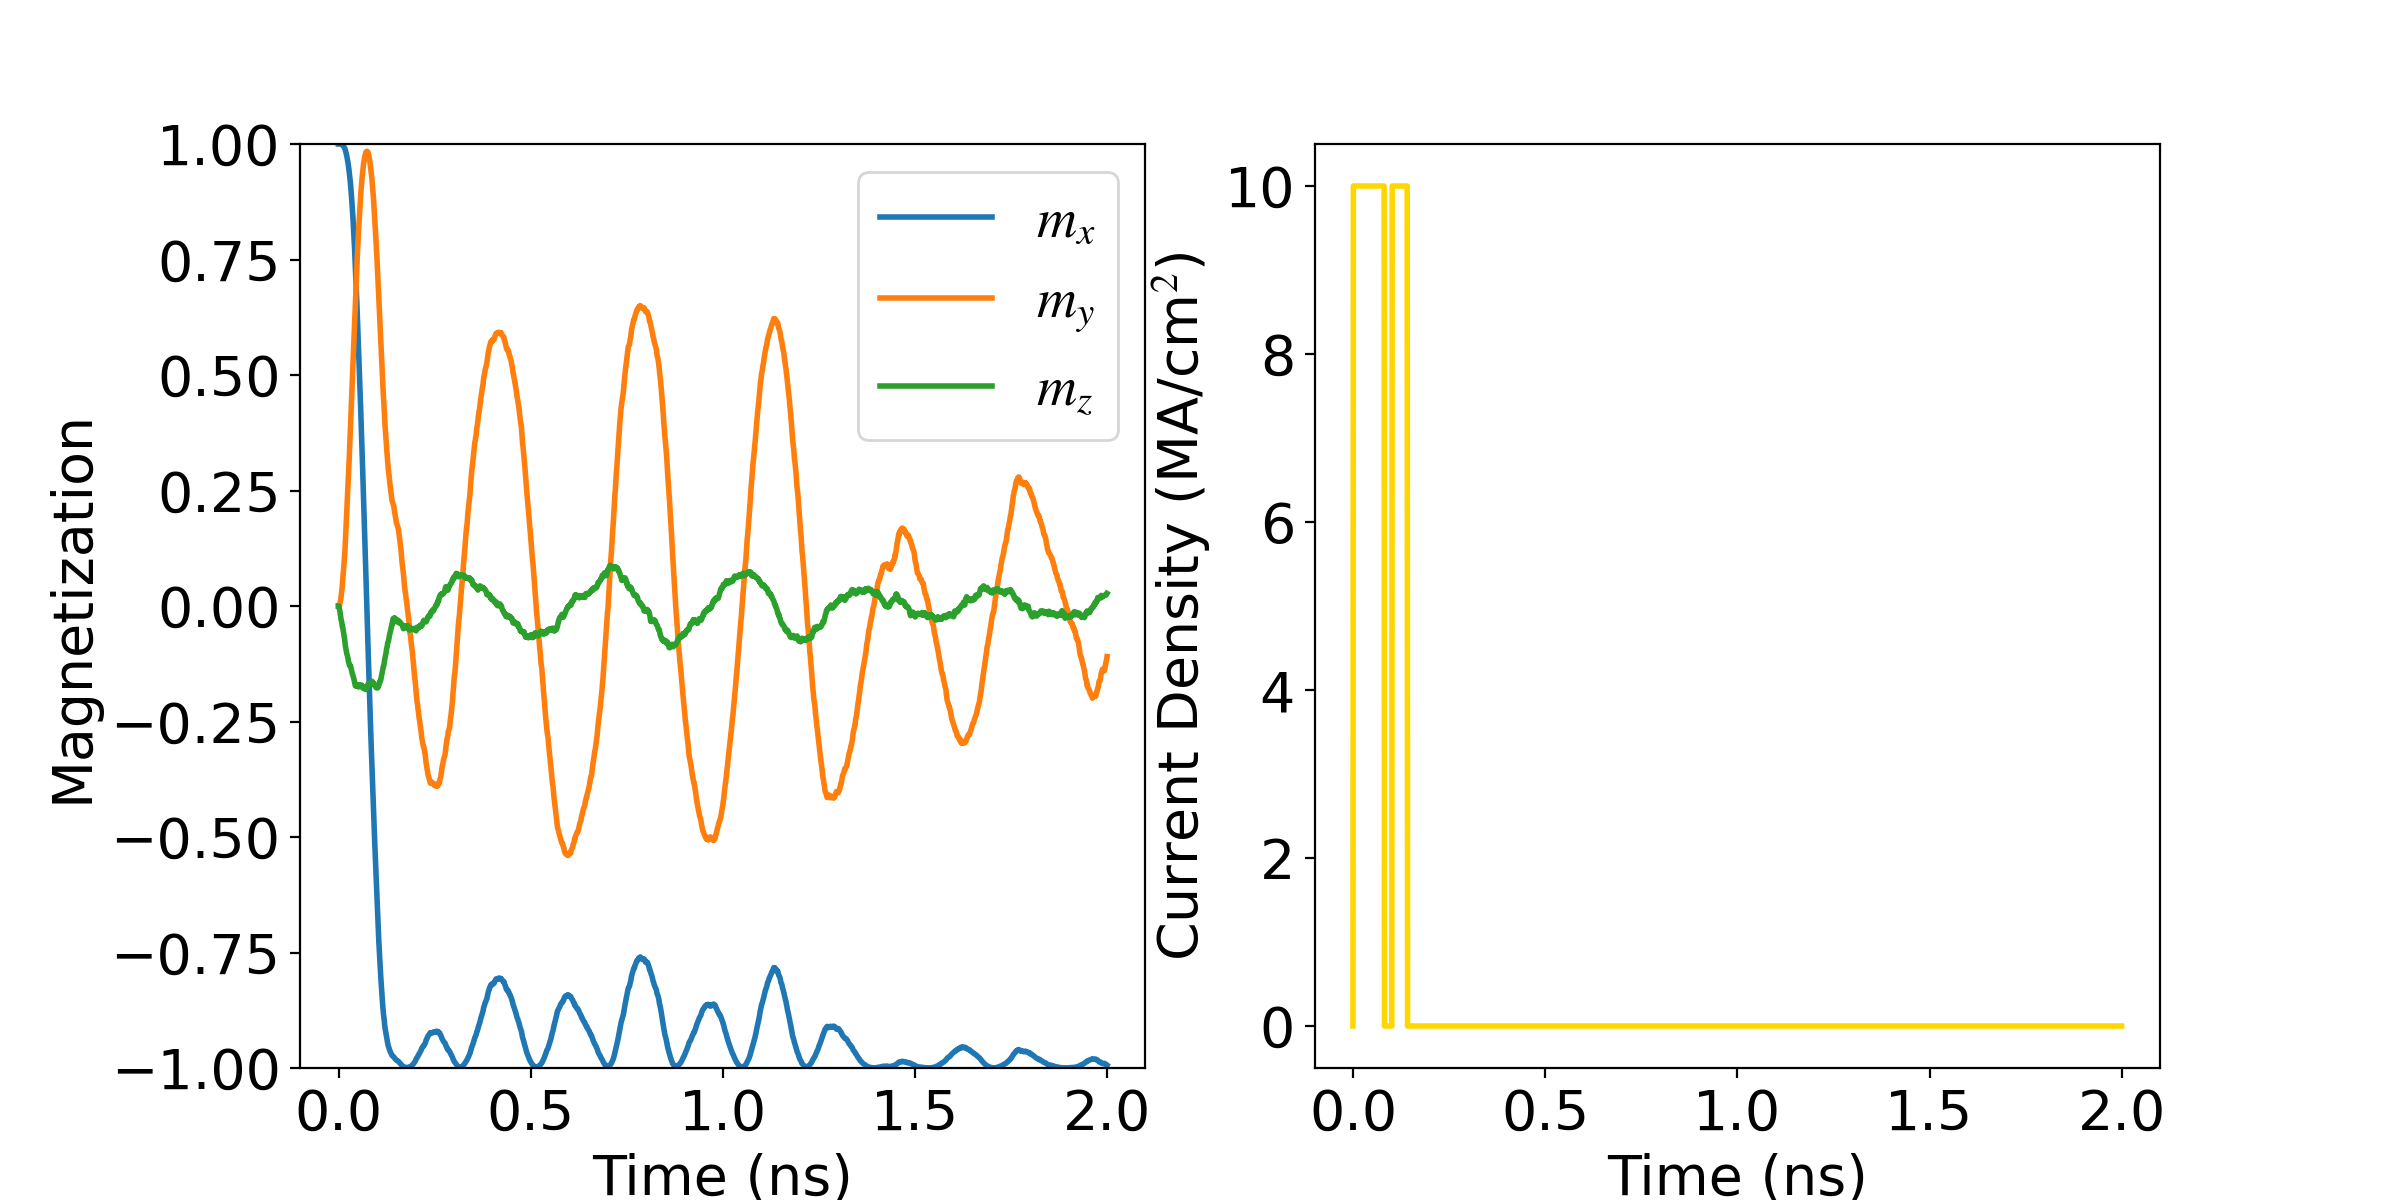 Magnetization
1.00
0.75
0.50
0.25
0.00
−0.25
−0.50
−0.75
−1.00
0.0 0.5 1.0 1.5 2.0
Time (ns)
m_x
m_y
m_z
Current Density (MA/cm²)
10
8
6
4
2
0
0.0 0.5 1.0 1.5 2.0
Time (ns)